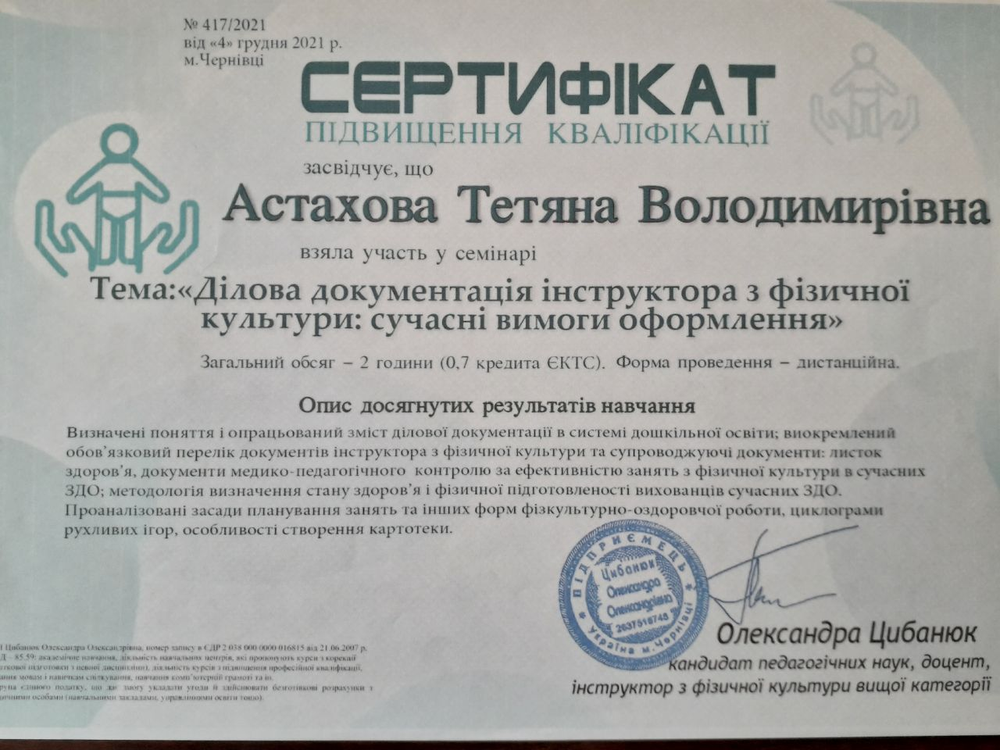 № 417/2021
від «4» грудня 2021 р.
м.Чернівці
СЕРТИФІКАТ
ПІДВИЩЕННЯ КВАЛІФІКАЦІЇ
засвідчує, що
Астахова Тетяна Володимирівна
взяла участь у семінарі
Тема:«Ділова документація інструктора з фізичної
культури: сучасні вимоги оформлення»
Загальний обсяг – 2 години (0,7 кредита ЄКТС). Форма проведення – дистанційна.
Опис досягнутих результатів навчання
Визначені поняття і опрацьований зміст ділової документації в системі дошкільної освіти; виокремлений
обов’язковий перелік документів інструктора з фізичної культури та супроводжуючі документи: листок
здоров’я, документи медико-педагогічного контролю за ефективністю занять з фізичної культури в сучасних
ЗДО; методологія визначення стану здоров’я і фізичної підготовленості вихованців сучасних ЗДО.
Проаналізовані засади планування занять та інших форм фізкультурно-оздоровчої роботи, циклограми
рухливих ігор, особливості створення картотеки.
ПІДПРИЄМЕЦЬ
Цибанюк
Олександра
Олександрівна
2637516748
Україна м.Чернівці
Олександра Цибанюк
кандидат педагогічних наук, доцент,
інструктор з фізичної культури вищої категорії
Цибанюк Олександра Олександрівна, номер запису в ЄДР 2 038 000 0000 016815 від 21.06.2007 р.
– 85.59: академічне навчання, діяльність навчальних центрів, які пропонують курси з корекції
підготовки з певної дисципліни), діяльність курсів з підвищення професійної кваліфікації,
мовам і навичкам спілкування, навчання комп’ютерній грамоті та ін.
єдиного податку, що дає змогу укладати угоди й здійснювати безготівкові розрахунки з
особами (навчальними закладами, управліннями освіти тощо).